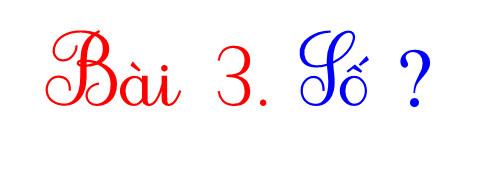 Bài 3. Số ?